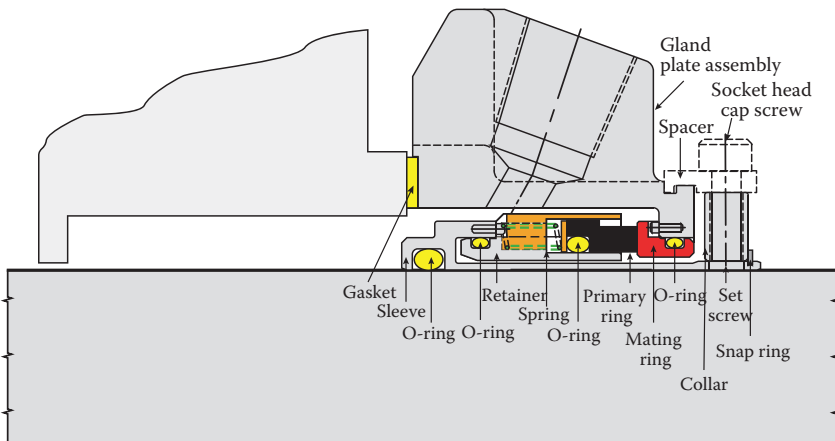 Gland
plate assembly
Socket head
cap screw
Spacer
Gasket
Sleeve
O-ring
O-ring
Retainer
Spring
O-ring
Primary
ring
Mating
ring
O-ring
Collar
Set
screw
Snap ring